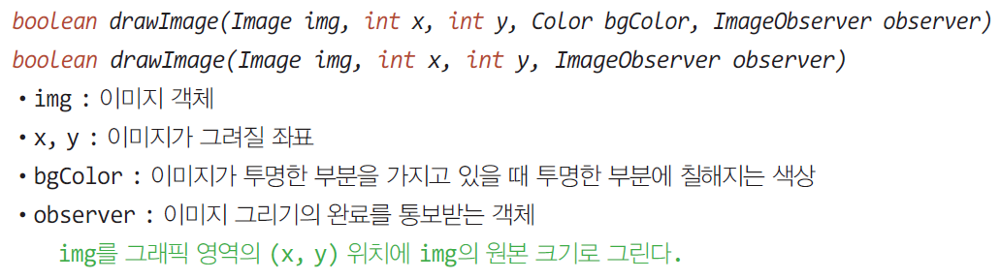 boolean drawImage(Image img, int x, int y, Color bgColor, ImageObserver observer)
boolean drawImage(Image img, int x, int y, ImageObserver observer)
• img : 이미지 객체
• x, y : 이미지가 그려질 좌표
• bgColor : 이미지가 투명한 부분을 가지고 있을 때 투명한 부분에 칠해지는 색상
• observer : 이미지 그리기의 완료를 통보받는 객체
img를 그래픽 영역의 (x, y) 위치에 img의 원본 크기로 그린다.